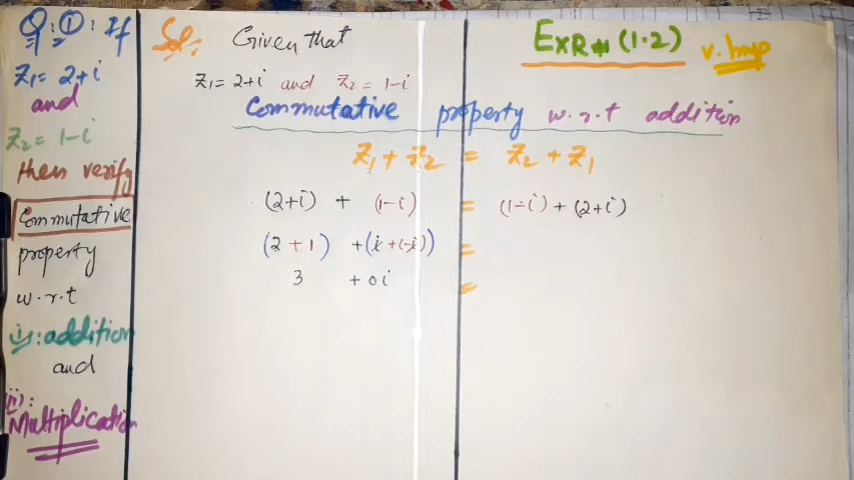 Q:①: If
z₁ = 2+i
and
z₂ = 1-i
then verify
Commutative
property
w.r.t
i): addition
and
(ii):
Multiplication
Sol: Given that
EXR# (1.2) v.Imp
z₁ = 2+i and z₂ = 1-i
Commutative property w.r.t addition
z₁ + z₂ = z₂ + z₁
(2+i) + (1-i) = (1-i) + (2+i)
(2+1) +(i+(-i)) =
3 +0i =